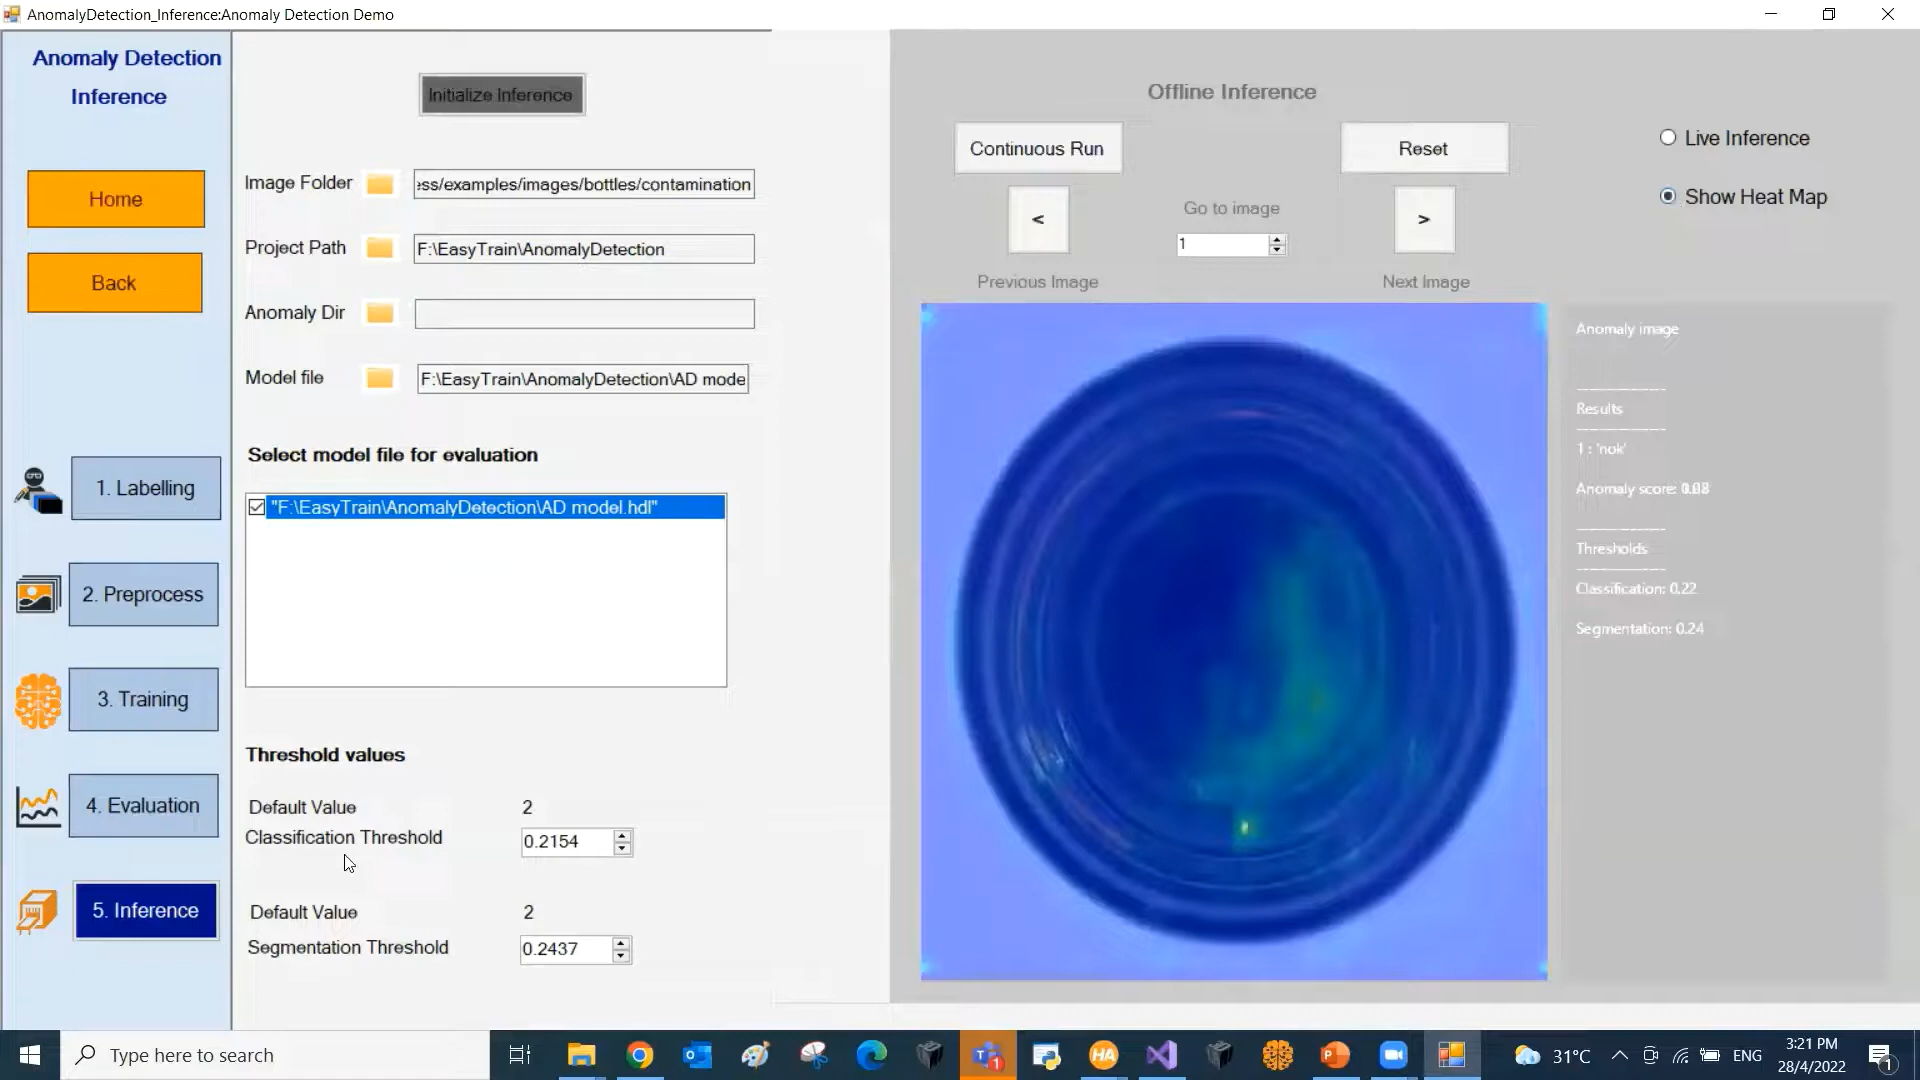 AnomalyDetection_Inference:Anomaly Detection Demo
Anomaly Detection
Inference
Home
Back
1. Labelling
2. Preprocess
3. Training
4. Evaluation
5. Inference
Initialize Inference
Image Folder
ess/examples/images/bottles/contamination
Project Path
F:\EasyTrain\AnomalyDetection
Anomaly Dir
Model file
F:\EasyTrain\AnomalyDetection\AD mode
Select model file for evaluation
"F:\EasyTrain\AnomalyDetection\AD model.hdl"
Threshold values
Default Value 2
Classification Threshold 0.2154
Default Value 2
Segmentation Threshold 0.2437
Offline Inference
Continuous Run
Reset
Live Inference
Show Heat Map
<
Go to image
1
>
Previous Image
Next Image
Anomaly image
Results
1 : 'nok'
Anomaly score:
Thresholds
Classification: 0.22
Segmentation: 0.24
Type here to search
1
HA
31°C
ENG
3:21 PM
28/4/2022
1